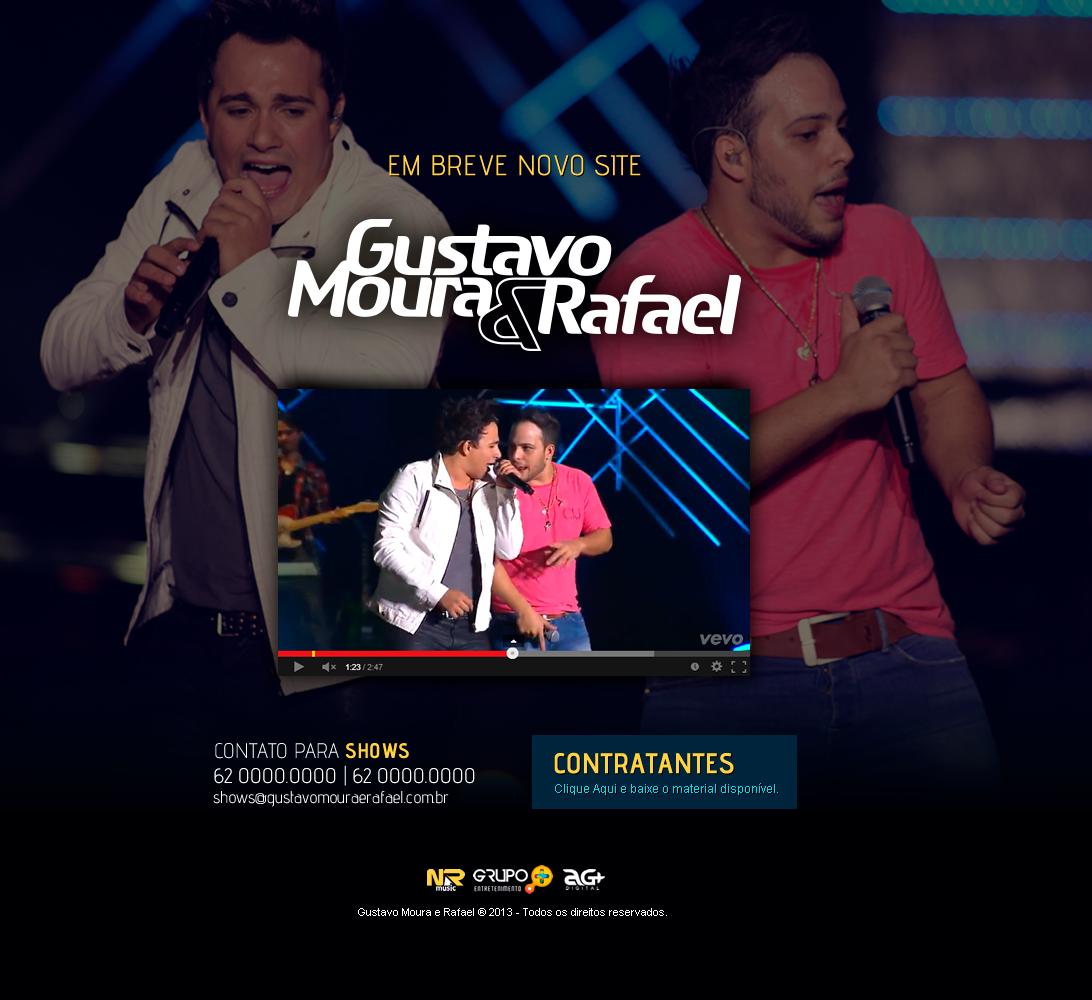 EM BREVE NOVO SITE
Gustavo
Moura & Rafael
vevo
1:23 / 2:47
CONTATO PARA SHOWS
62 0000.0000 | 62 0000.0000
shows@gustavomouraerafael.com.br
CONTRATANTES
Clique Aqui e baixe o material disponível.
NR music
GRUPO + ENTRETENIMENTO
AG+ DIGITAL
Gustavo Moura e Rafael ® 2013 - Todos os direitos reservados.